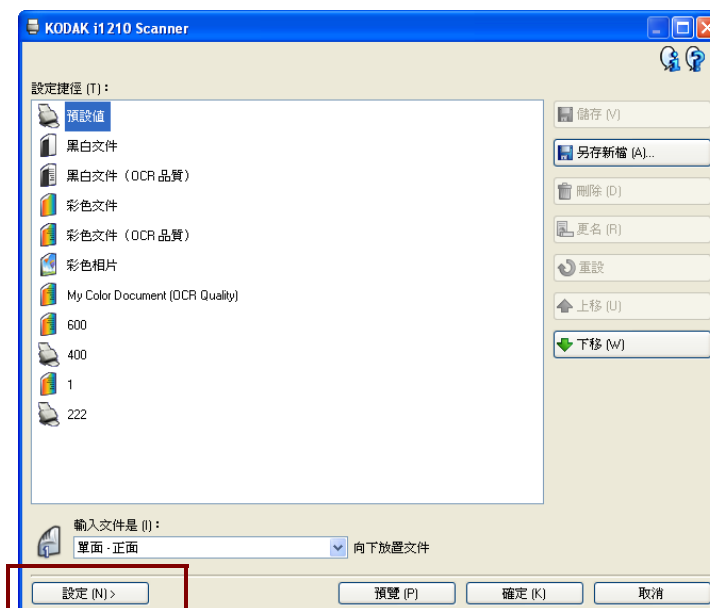 KODAK i1210 Scanner
設定捷徑 (T)：
預設值
黑白文件
黑白文件（OCR 品質）
彩色文件
彩色文件（OCR 品質）
彩色相片
My Color Document (OCR Quality)
600
400
1
222
儲存 (V)
另存新檔 (A)...
刪除 (D)
更名 (R)
重設
上移 (U)
下移 (W)
輸入文件是 (I)：
單面 - 正面
向下放置文件
設定 (N) >
預覽 (P)
確定 (K)
取消